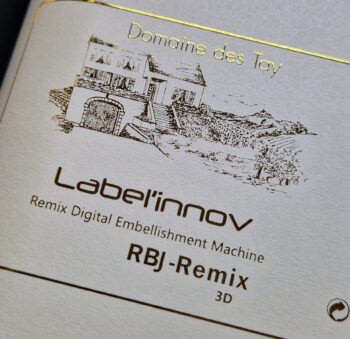 Domaine des Tay
Label'innov
Remix Digital Embellishment Machine
RBJ-Remix
3D